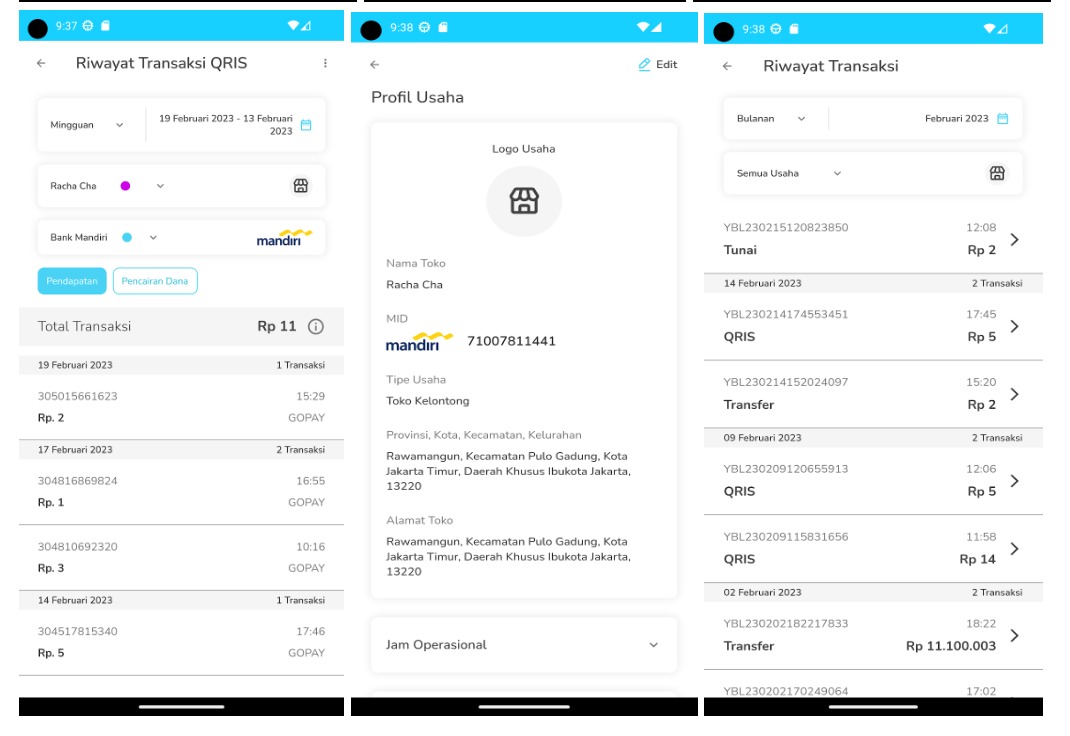 9:37
Riwayat Transaksi QRIS
Mingguan
19 Februari 2023 - 13 Februari
2023
Racha Cha
Bank Mandiri
mandiri
Pendapatan
Pencairan Dana
Total Transaksi
Rp 11
19 Februari 2023
1 Transaksi
305015661623
15:29
Rp. 2
GOPAY
17 Februari 2023
2 Transaksi
304816869824
16:55
Rp. 1
GOPAY
304810692320
10:16
Rp. 3
GOPAY
14 Februari 2023
1 Transaksi
304517815340
17:46
Rp. 5
GOPAY
9:38
Edit
Profil Usaha
Logo Usaha
Nama Toko
Racha Cha
MID
mandiri
71007811441
Tipe Usaha
Toko Kelontong
Provinsi, Kota, Kecamatan, Kelurahan
Rawamangun, Kecamatan Pulo Gadung, Kota
Jakarta Timur, Daerah Khusus Ibukota Jakarta,
13220
Alamat Toko
Rawamangun, Kecamatan Pulo Gadung, Kota
Jakarta Timur, Daerah Khusus Ibukota Jakarta,
13220
Jam Operasional
9:38
Riwayat Transaksi
Bulanan
Februari 2023
Semua Usaha
YBL230215120823850
12:08
Tunai
Rp 2
14 Februari 2023
2 Transaksi
YBL230214174553451
17:45
QRIS
Rp 5
YBL230214152024097
15:20
Transfer
Rp 2
09 Februari 2023
2 Transaksi
YBL230209120655913
12:06
QRIS
Rp 5
YBL230209115831656
11:58
QRIS
Rp 14
02 Februari 2023
2 Transaksi
YBL230202182217833
18:22
Transfer
Rp 11.100.003
YBL230202170249064
17:02